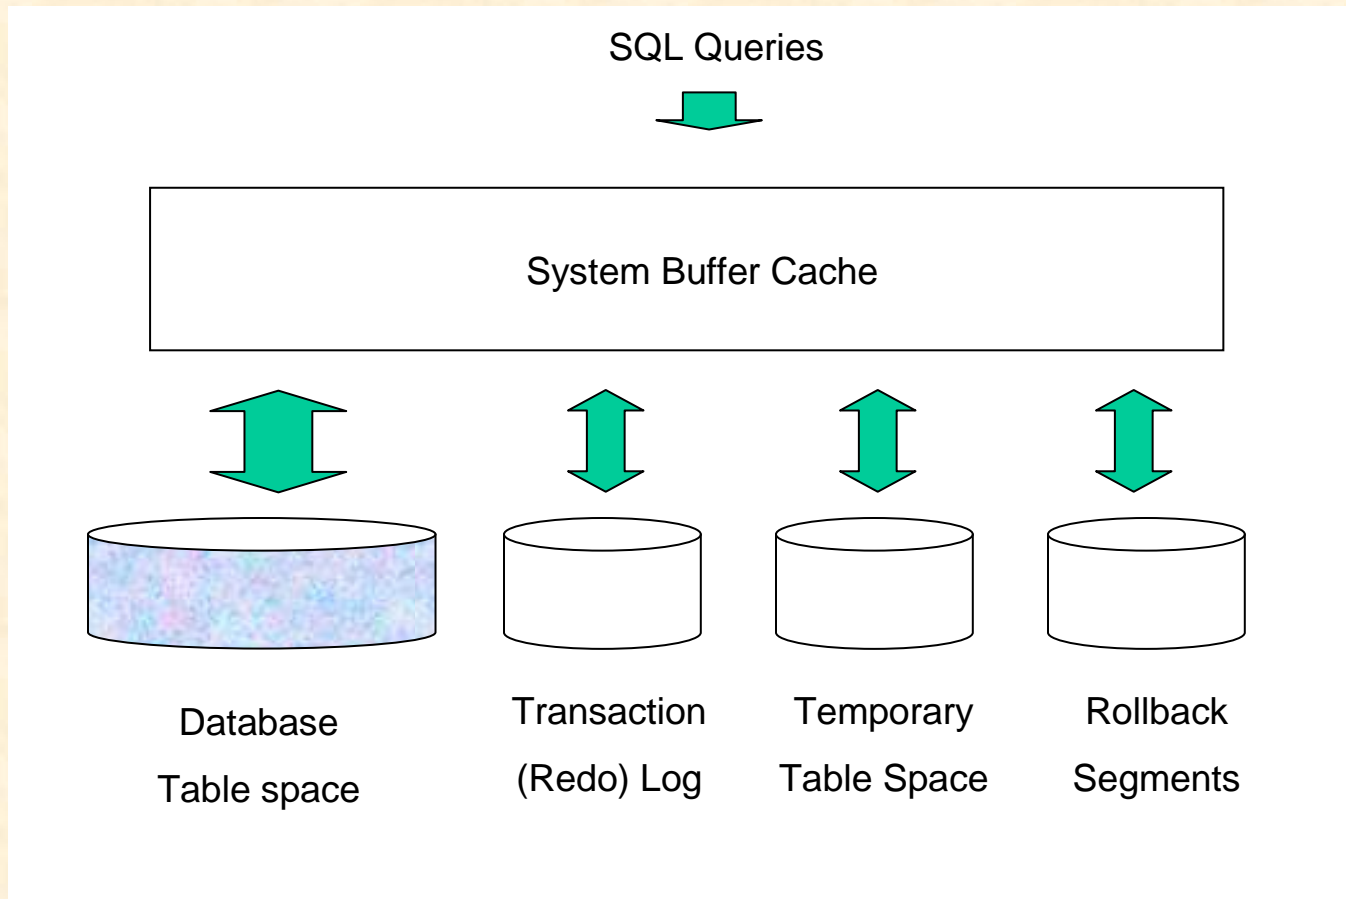 SQL Queries
System Buffer Cache
Database
Table space
Transaction
(Redo) Log
Temporary
Table Space
Rollback
Segments